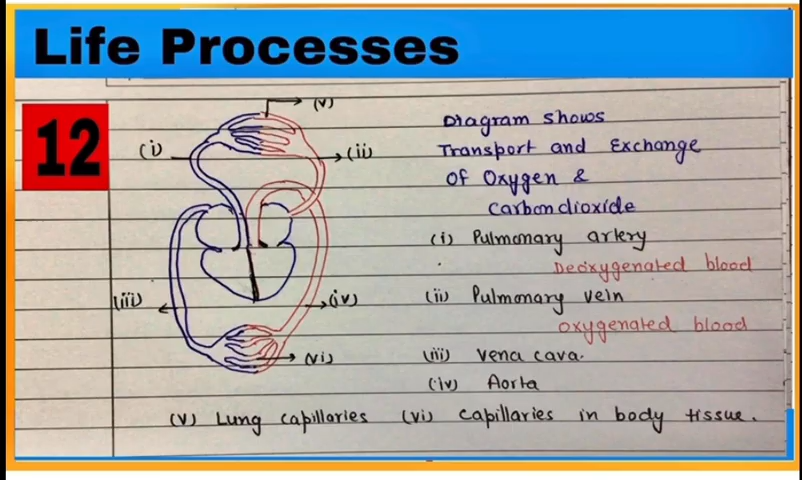 Life Processes
12
(v)
(i)
(ii)
(iii)
(iv)
(vi)
Diagram shows
Transport and Exchange
of Oxygen &
Carbondioxide
(i) Pulmonary artery
Deoxygenated blood
(ii) Pulmonary vein
Oxygenated blood
(iii) Vena cava.
(iv) Aorta
(v) Lung capillaries (vi) Capillaries in body tissue.